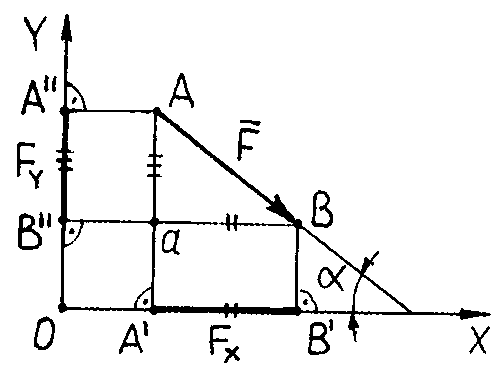 Y
A" A
F̅
F_Y
B" a B
α
O A' F_X B' X